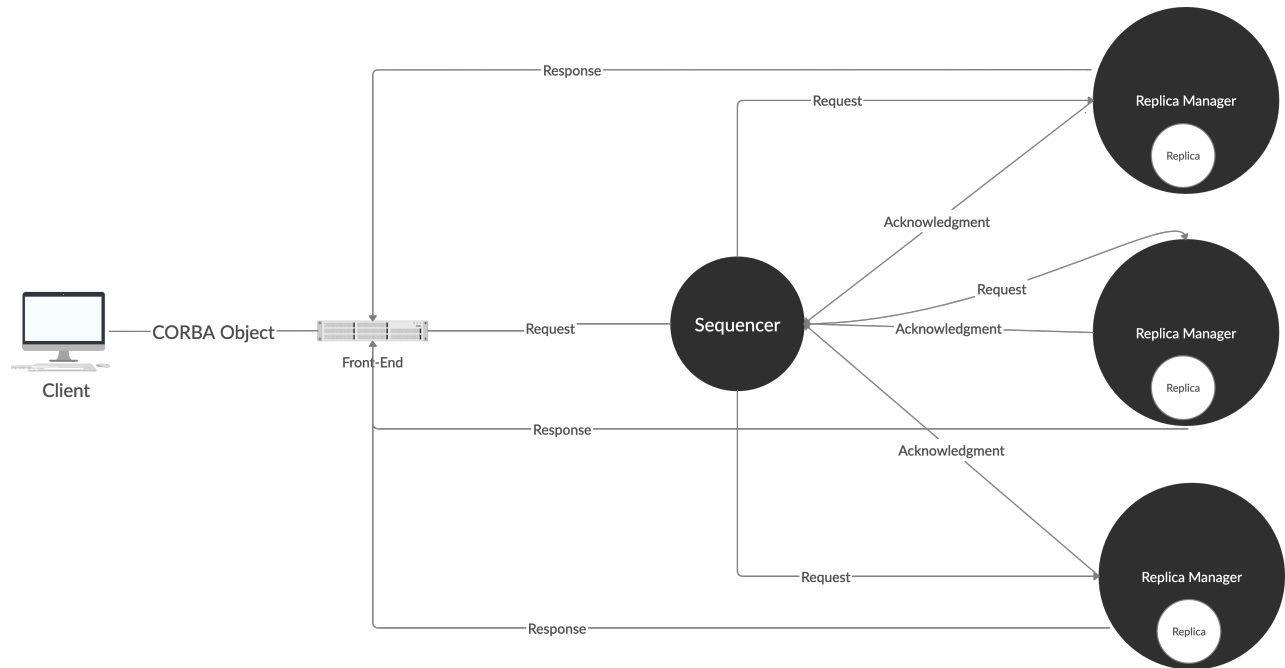 Response
Request
Replica Manager
Replica
Acknowledgment
Request
Sequencer
Acknowledgment
Replica Manager
CORBA Object
Request
Front-End
Client
Replica
Response
Acknowledgment
Request
Replica Manager
Response
Replica